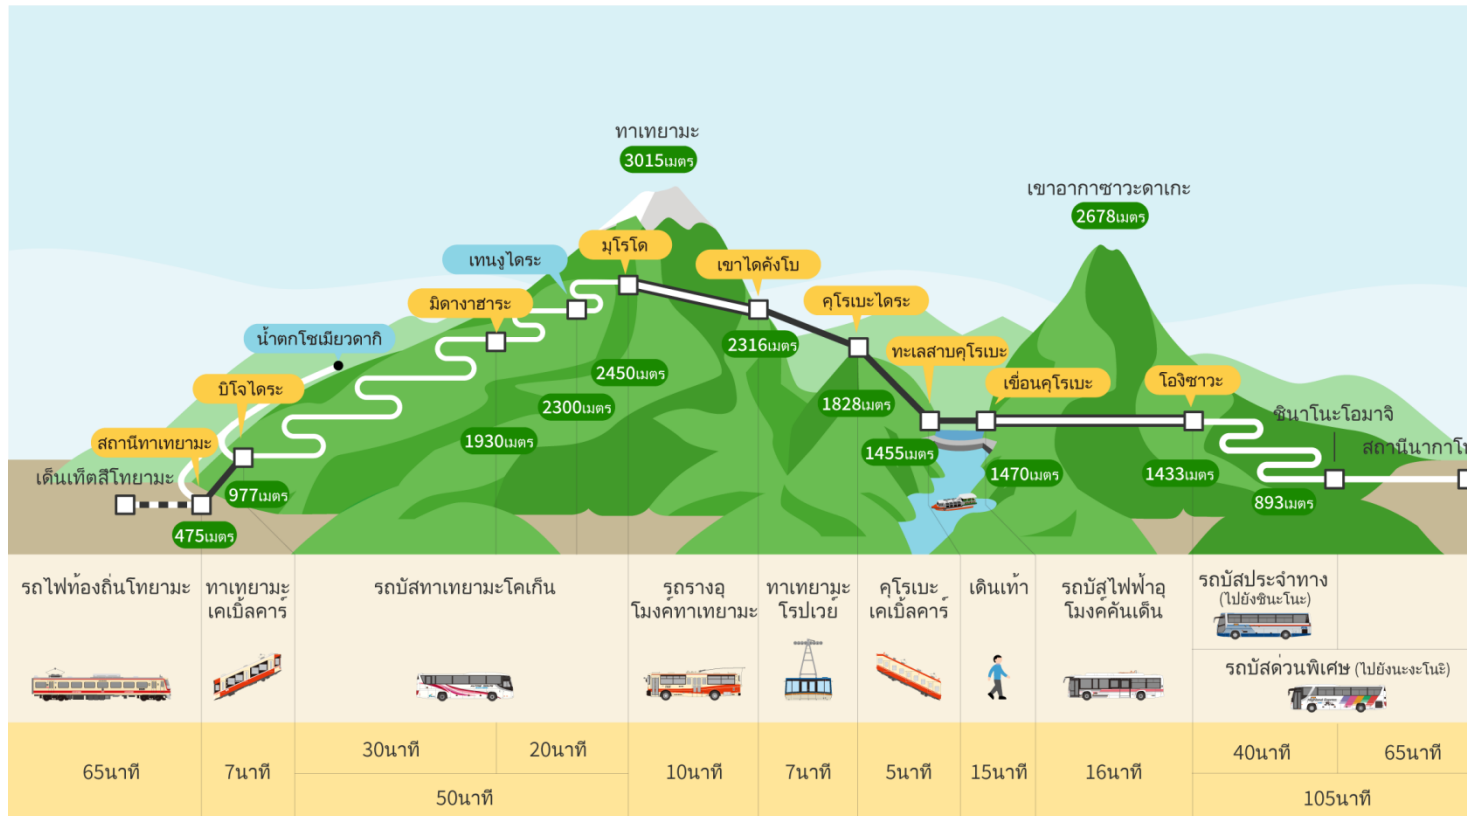 ทาเทยามะ
3015เมตร
เขาอากาซาวะดาเกะ
2678เมตร
มุโรโด
เทนงูไดระ
เขาไดคังโบ
มิดางาฮาระ
คุโรเบะไดระ
น้ำตกโชเมียวดากิ
2316เมตร
ทะเลสาบคุโรเบะ
บิโจไดระ
2450เมตร
เขื่อนคุโรเบะ
โองิซาวะ
2300เมตร
1828เมตร
ชินาโนะโอมาจิ
สถานีทาเทยามะ
1930เมตร
สถานีนากาโน
1455เมตร
เด็นเท็ตสึโทยามะ
1470เมตร
1433เมตร
977เมตร
893เมตร
475เมตร
รถไฟท้องถิ่นโทยามะ
ทาเทยามะ
เคเบิ้ลคาร์
รถบัสทาเทยามะโคเก็น
รถรางอุ
โมงค์ทาเทยามะ
ทาเทยามะ
โรปเวย์
คุโรเบะ
เคเบิ้ลคาร์
เดินเท้า
รถบัสไฟฟ้าอุ
โมงค์คันเด็น
รถบัสประจำทาง
(ไปยังชินะโนะ)
รถบัสด่วนพิเศษ (ไปยังนะงะโนะ)
65นาที
7นาที
30นาที
20นาที
50นาที
10นาที
7นาที
5นาที
15นาที
16นาที
40นาที
65นาที
105นาที